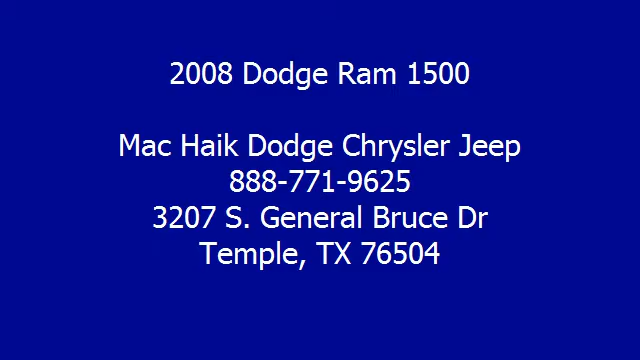 2008 Dodge Ram 1500
Mac Haik Dodge Chrysler Jeep
888-771-9625
3207 S. General Bruce Dr
Temple, TX 76504